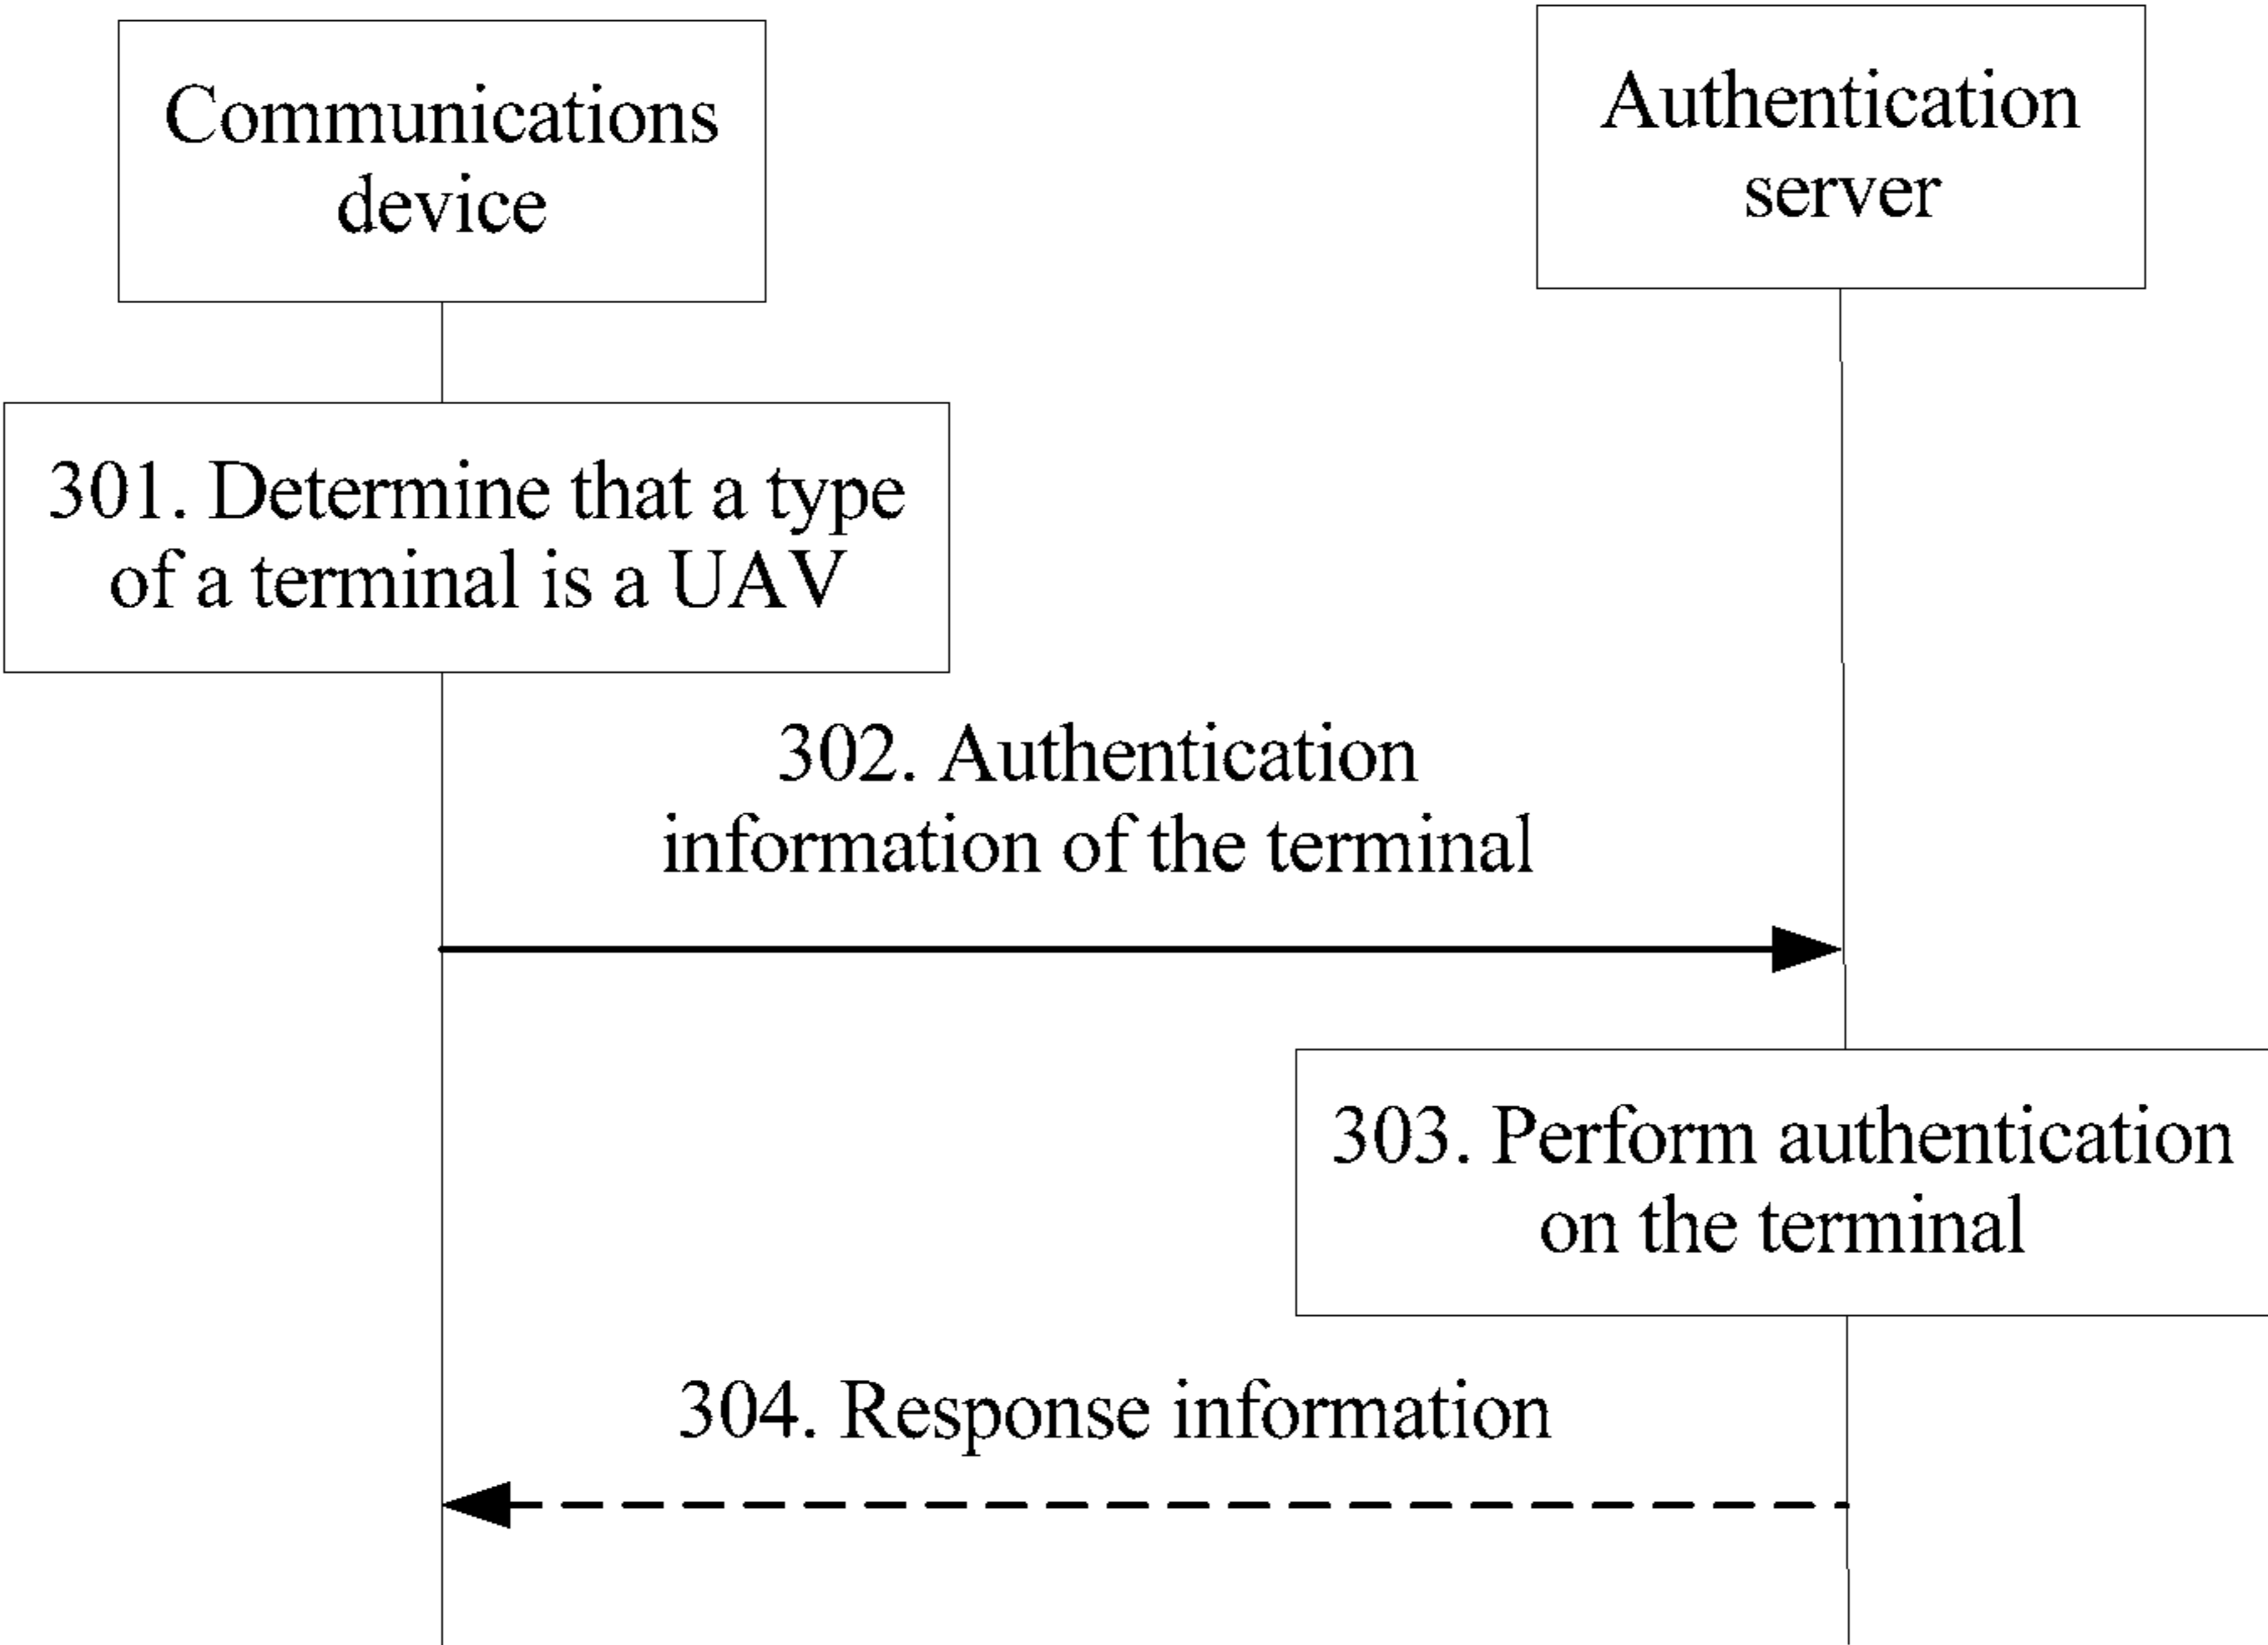 Communications
device
Authentication
server
301. Determine that a type
of a terminal is a UAV
302. Authentication
information of the terminal
303. Perform authentication
on the terminal
304. Response information